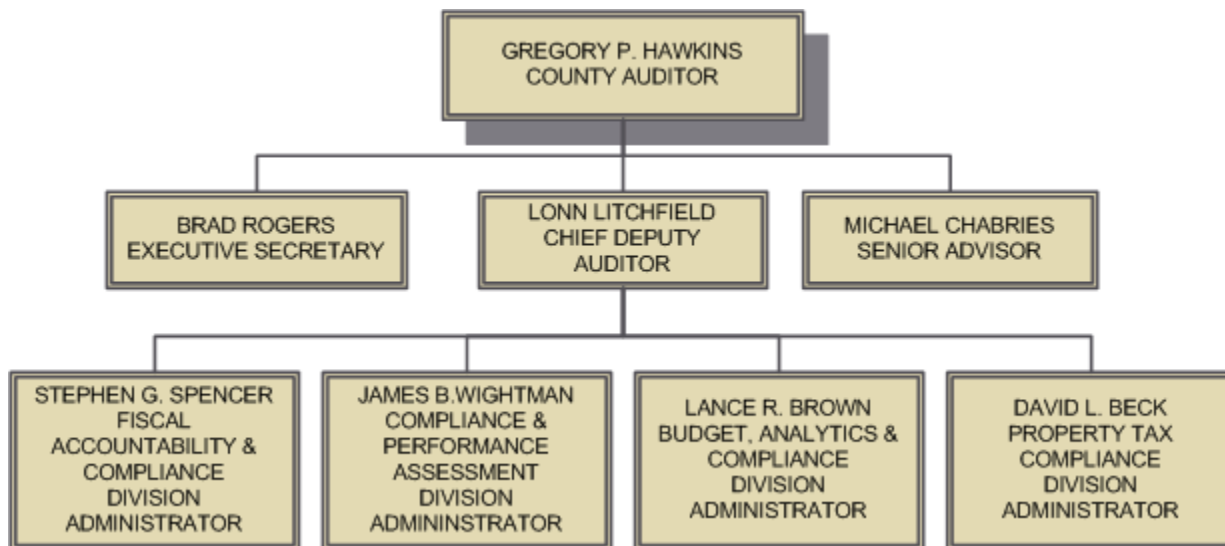 GREGORY P. HAWKINS
COUNTY AUDITOR
BRAD ROGERS
EXECUTIVE SECRETARY
LONN LITCHFIELD
CHIEF DEPUTY
AUDITOR
MICHAEL CHABRIES
SENIOR ADVISOR
STEPHEN G. SPENCER
FISCAL
ACCOUNTABILITY &
COMPLIANCE
DIVISION
ADMINISTRATOR
JAMES B.WIGHTMAN
COMPLIANCE &
PERFORMANCE
ASSESSMENT
DIVISION
ADMININSTRATOR
LANCE R. BROWN
BUDGET, ANALYTICS &
COMPLIANCE
DIVISION
ADMINISTRATOR
DAVID L. BECK
PROPERTY TAX
COMPLIANCE
DIVISION
ADMINISTRATOR